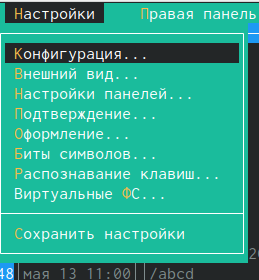 Настройки Правая панель
Конфигурация...
Внешний вид...
Настройки панелей...
Подтверждение...
Оформление...
Биты символов...
Распознавание клавиш...
Виртуальные ФС...
Сохранить настройки
48 мая 13 11:00 /abcd